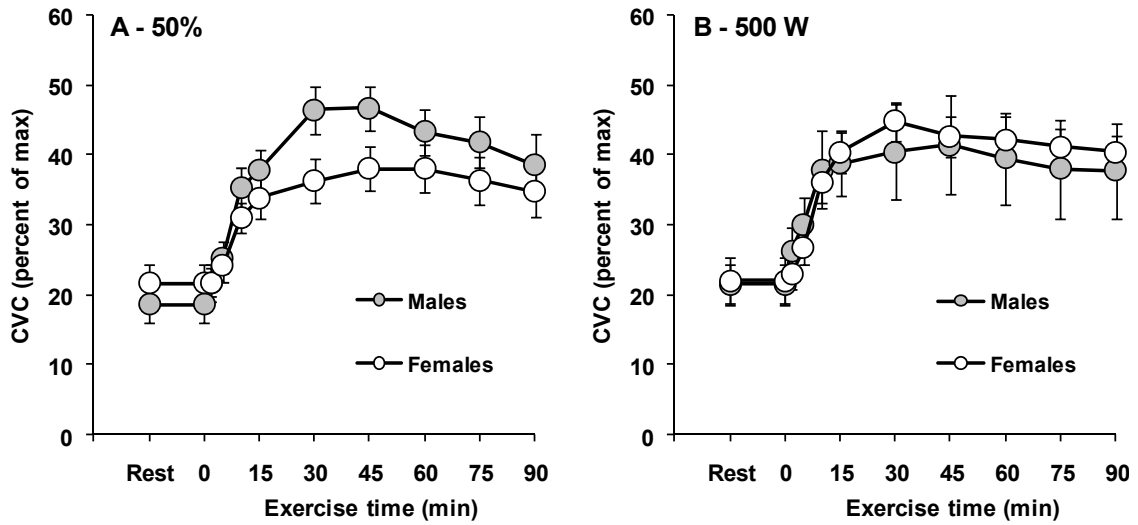 A - 50%
CVC (percent of max)
60
50
40
30
20
10
0
Males
Females
Rest 0 15 30 45 60 75 90
Exercise time (min)
B - 500 W
CVC (percent of max)
60
50
40
30
20
10
0
Males
Females
Rest 0 15 30 45 60 75 90
Exercise time (min)